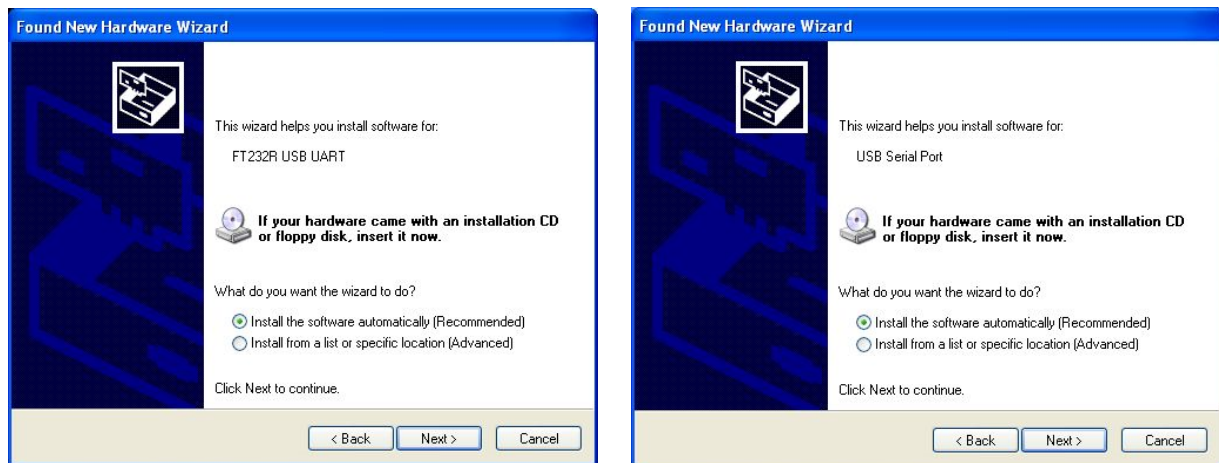 Found New Hardware Wizard
This wizard helps you install software for:
FT232R USB UART
If your hardware came with an installation CD
or floppy disk, insert it now.
What do you want the wizard to do?
Install the software automatically (Recommended)
Install from a list or specific location (Advanced)
Click Next to continue.
< Back Next > Cancel
Found New Hardware Wizard
This wizard helps you install software for:
USB Serial Port
If your hardware came with an installation CD
or floppy disk, insert it now.
What do you want the wizard to do?
Install the software automatically (Recommended)
Install from a list or specific location (Advanced)
Click Next to continue.
< Back Next > Cancel